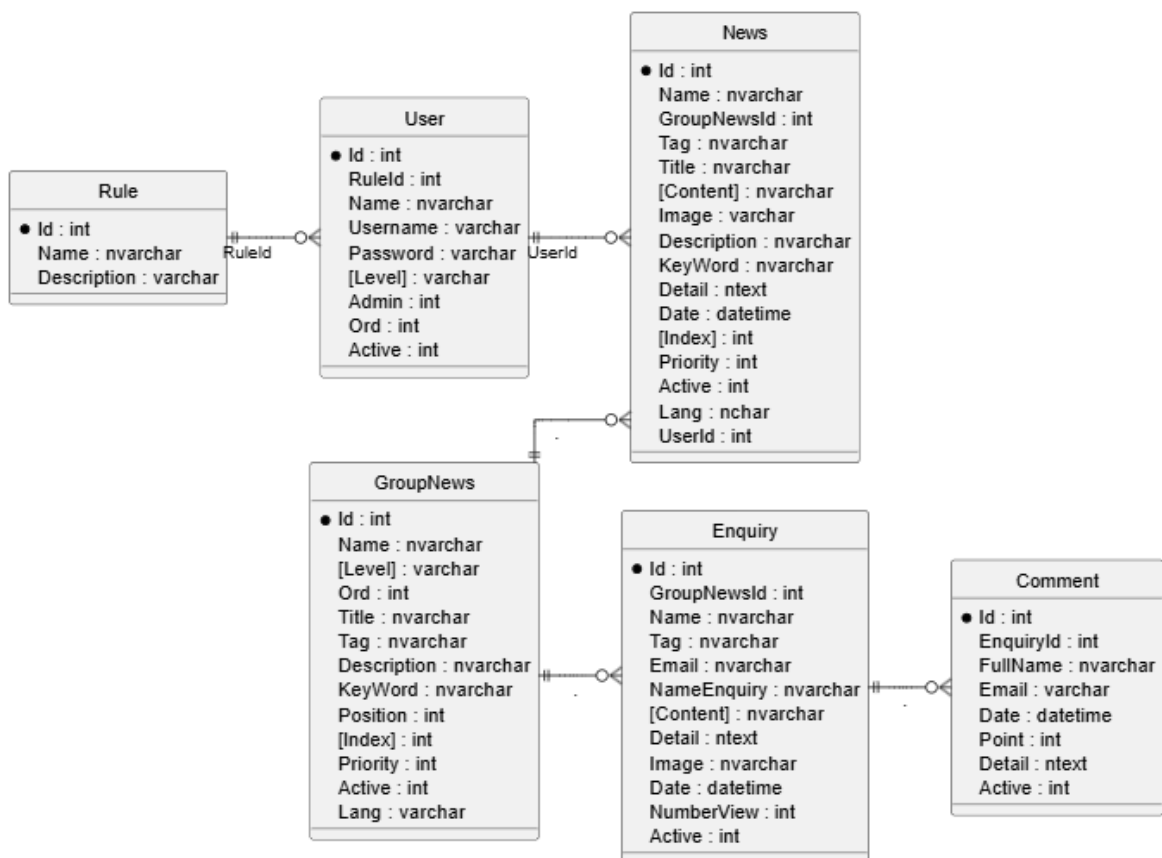 Rule
Id : int
Name : nvarchar
Description : varchar
RuleId
User
Id : int
RuleId : int
Name : nvarchar
Username : varchar
Password : varchar
[Level] : varchar
Admin : int
Ord : int
Active : int
UserId
News
Id : int
Name : nvarchar
GroupNewsId : int
Tag : nvarchar
Title : nvarchar
[Content] : nvarchar
Image : varchar
Description : nvarchar
KeyWord : nvarchar
Detail : ntext
Date : datetime
[Index] : int
Priority : int
Active : int
Lang : nchar
UserId : int
GroupNews
Id : int
Name : nvarchar
[Level] : varchar
Ord : int
Title : nvarchar
Tag : nvarchar
Description : nvarchar
KeyWord : nvarchar
Position : int
[Index] : int
Priority : int
Active : int
Lang : varchar
Enquiry
Id : int
GroupNewsId : int
Name : nvarchar
Tag : nvarchar
Email : nvarchar
NameEnquiry : nvarchar
[Content] : nvarchar
Detail : ntext
Image : nvarchar
Date : datetime
NumberView : int
Active : int
Comment
Id : int
EnquiryId : int
FullName : nvarchar
Email : varchar
Date : datetime
Point : int
Detail : ntext
Active : int